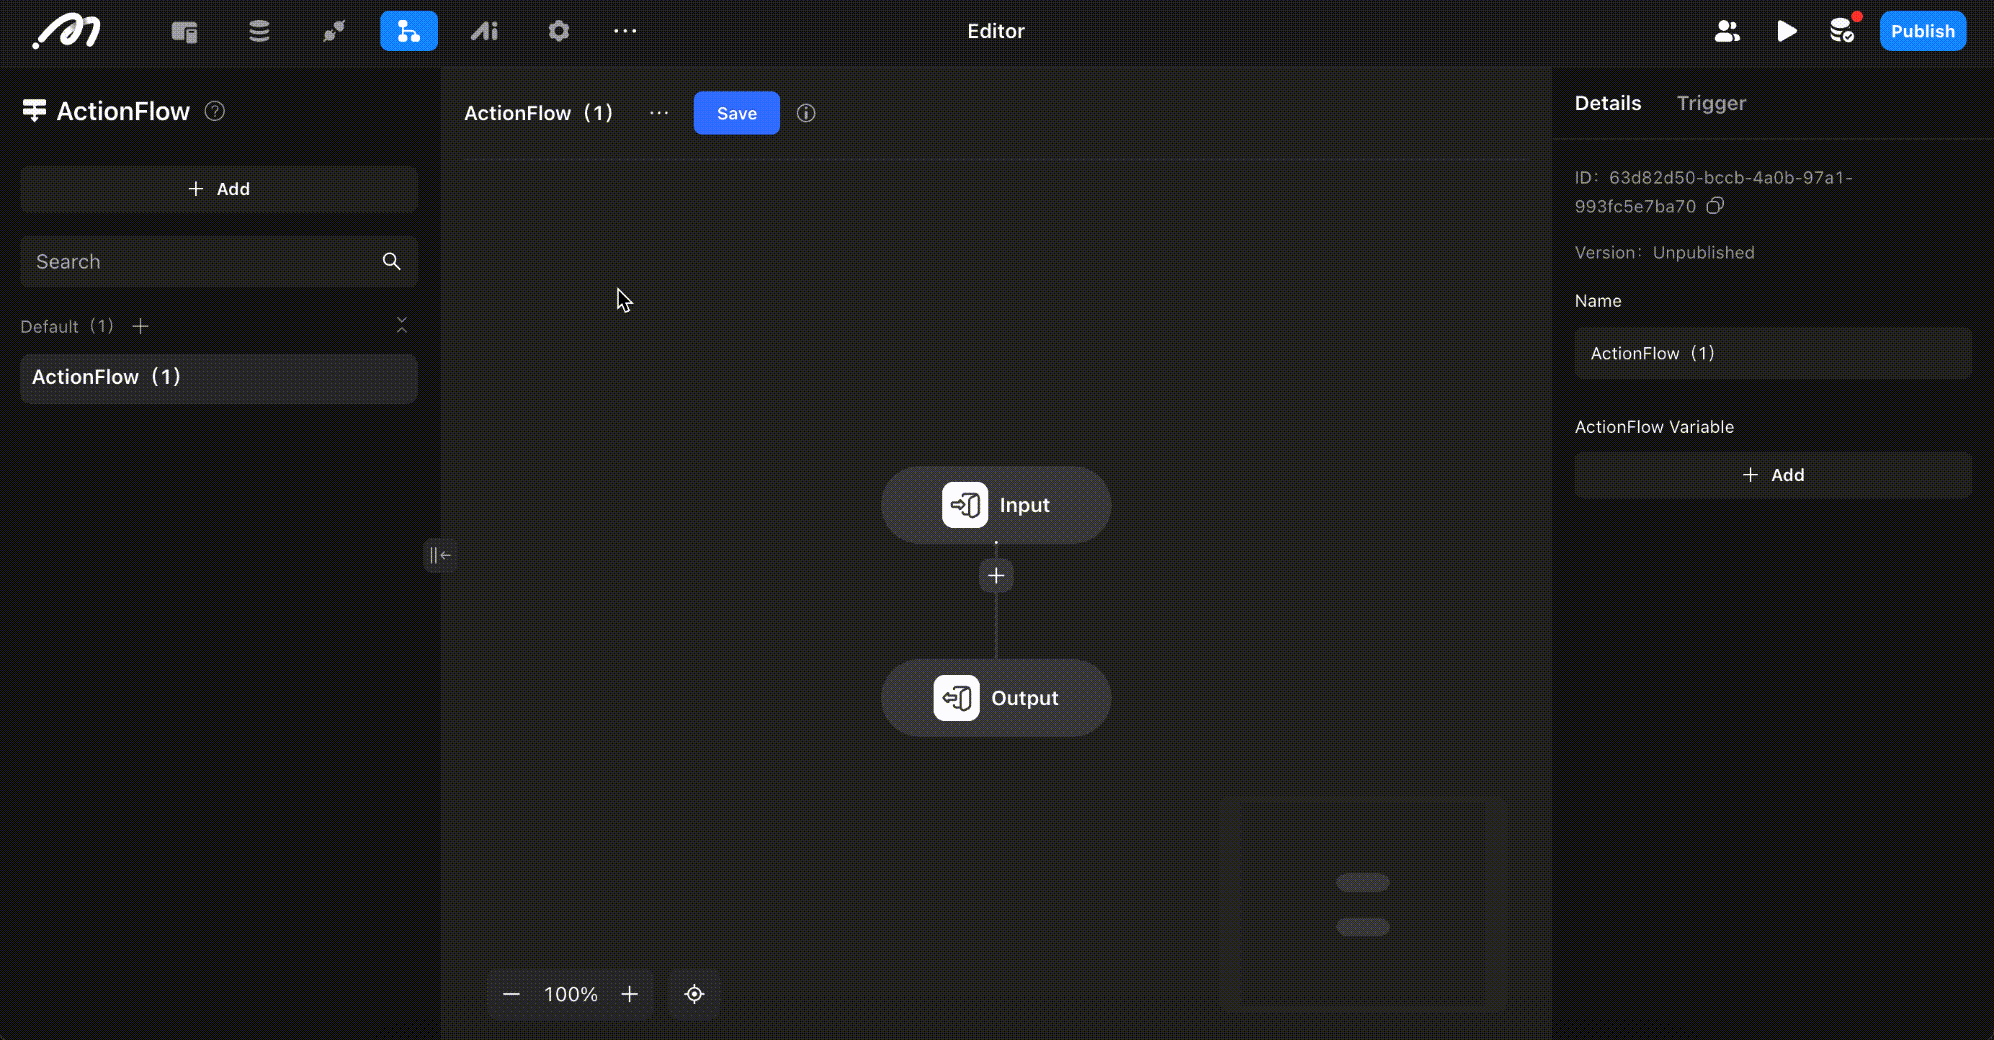 Editor
Publish
ActionFlow
Add
Search
Default (1)
ActionFlow (1)
ActionFlow (1)
Save
Input
Output
100%
Details
Trigger
ID: 63d82d50-bccb-4a0b-97a1-
993fc5e7ba70
Version: Unpublished
Name
ActionFlow (1)
ActionFlow Variable
Add